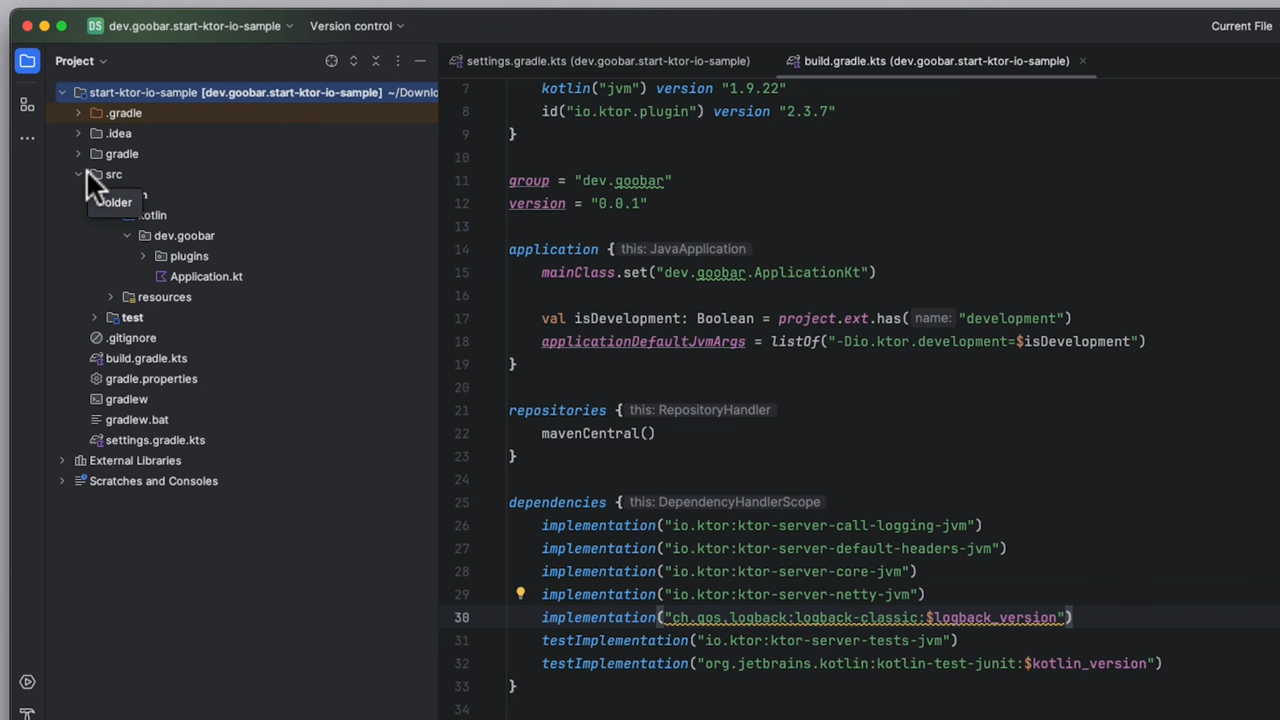 DS dev.goobar.start-ktor-io-sample Version control Current File
Project
settings.gradle.kts (dev.goobar.start-ktor-io-sample) build.gradle.kts (dev.goobar.start-ktor-io-sample)
start-ktor-io-sample [dev.goobar.start-ktor-io-sample] ~/Downlo
.gradle
.idea
gradle
src
older
kotlin
dev.goobar
plugins
Application.kt
resources
test
.gitignore
build.gradle.kts
gradle.properties
gradlew
gradlew.bat
settings.gradle.kts
External Libraries
Scratches and Consoles
7 kotlin("jvm") version "1.9.22"
8 id("io.ktor.plugin") version "2.3.7"
9 }
10
11 group = "dev.goobar"
12 version = "0.0.1"
13
14 application { this: JavaApplication
15 mainClass.set("dev.goobar.ApplicationKt")
16
17 val isDevelopment: Boolean = project.ext.has( name: "development")
18 applicationDefaultJvmArgs = listOf("-Dio.ktor.development=$isDevelopment")
19 }
20
21 repositories { this: RepositoryHandler
22 mavenCentral()
23 }
24
25 dependencies { this: DependencyHandlerScope
26 implementation("io.ktor:ktor-server-call-logging-jvm")
27 implementation("io.ktor:ktor-server-default-headers-jvm")
28 implementation("io.ktor:ktor-server-core-jvm")
29 implementation("io.ktor:ktor-server-netty-jvm")
30 implementation("ch.qos.logback:logback-classic:$logback_version")
31 testImplementation("io.ktor:ktor-server-tests-jvm")
32 testImplementation("org.jetbrains.kotlin:kotlin-test-junit:$kotlin_version")
33 }
34